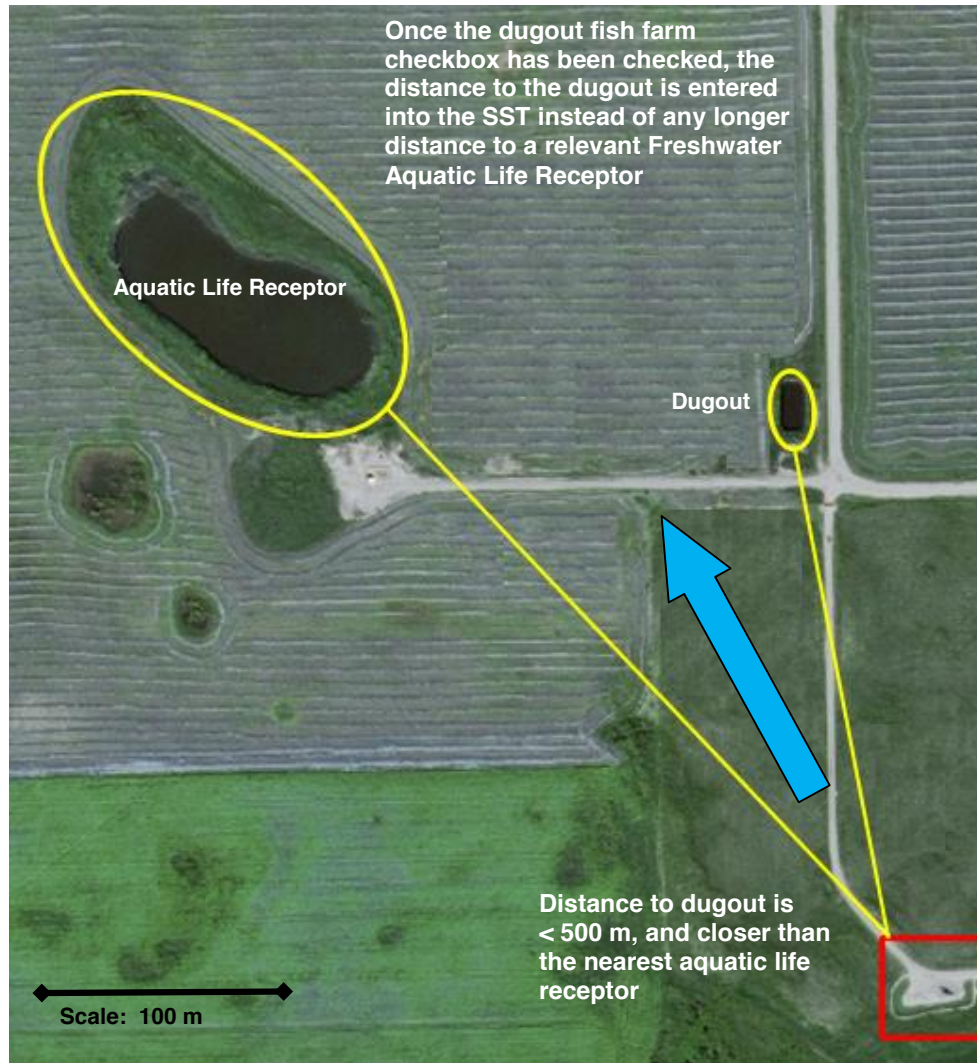 Once the dugout fish farm
checkbox has been checked, the
distance to the dugout is entered
into the SST instead of any longer
distance to a relevant Freshwater
Aquatic Life Receptor
Aquatic Life Receptor
Dugout
Distance to dugout is
< 500 m, and closer than
the nearest aquatic life
receptor
Scale: 100 m